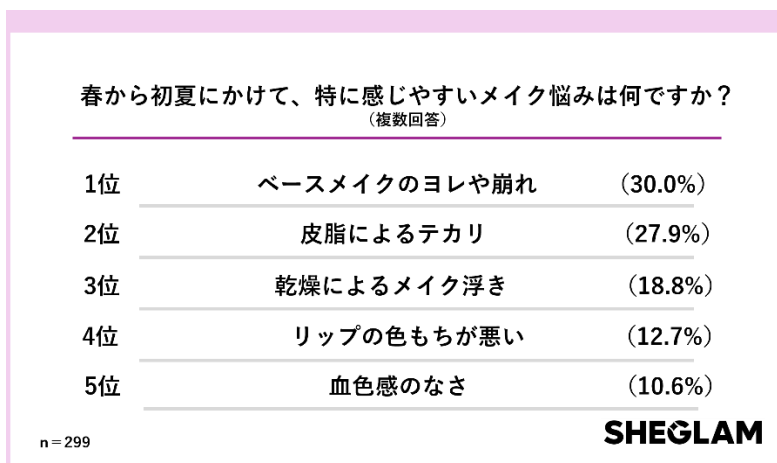 春から初夏にかけて、特に感じやすいメイク悩みは何ですか？
（複数回答）
1位 ベースメイクのヨレや崩れ （30.0%）
2位 皮脂によるテカリ （27.9%）
3位 乾燥によるメイク浮き （18.8%）
4位 リップの色もちが悪い （12.7%）
5位 血色感のなさ （10.6%）
n＝299
SHEGLAM